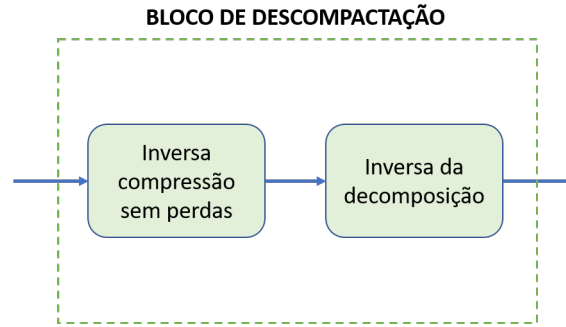 BLOCO DE DESCOMPACTAÇÃO
Inversa
compressão
sem perdas
Inversa da
decomposição